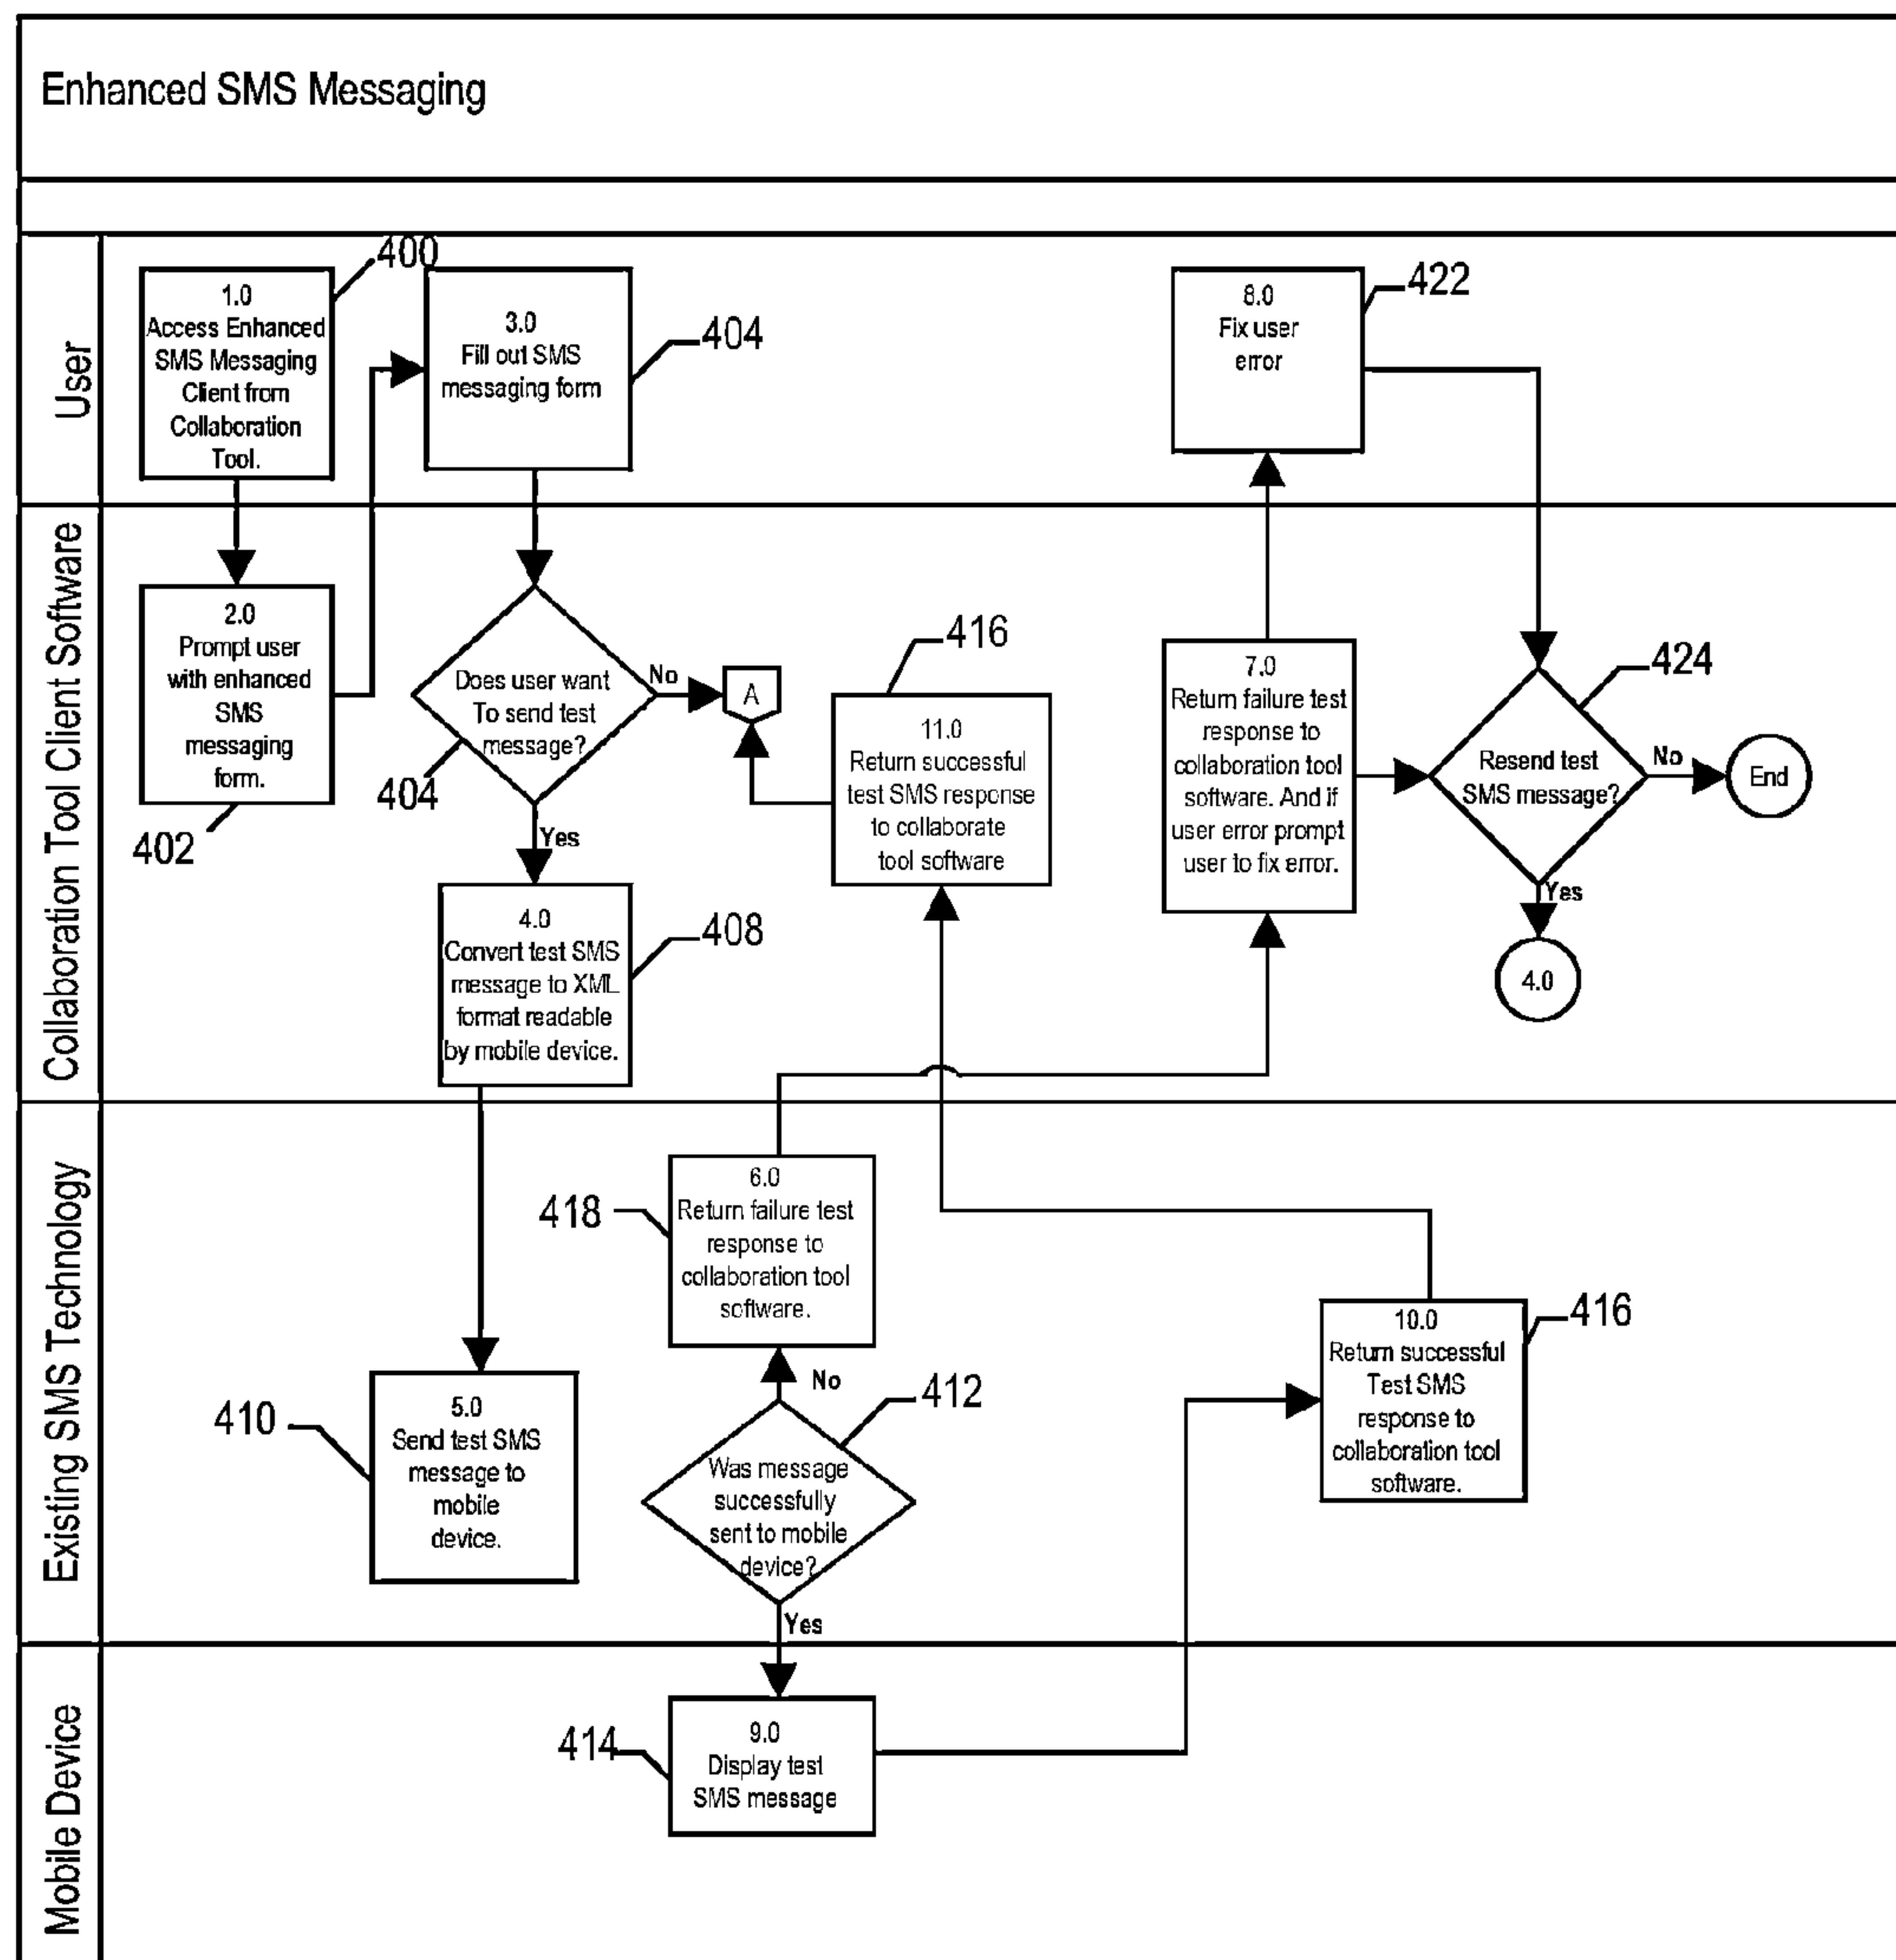 Enhanced SMS Messaging
User
400
1.0
Access Enhanced
SMS Messaging
Client from
Collaboration
Tool.
3.0
Fill out SMS
messaging form
404
8.0
Fix user
error
422
Collaboration Tool Client Software
2.0
Prompt user
with enhanced
SMS
messaging
form.
402
Does user want
To send test
message?
404
No
A
Yes
416
11.0
Return successful
test SMS response
to collaborate
tool software
7.0
Return failure test
response to
collaboration tool
software. And if
user error prompt
user to fix error.
424
Resend test
SMS message?
No
End
Yes
4.0
4.0
Convert test SMS
message to XML
format readable
by mobile device.
408
Existing SMS Technology
418
6.0
Return failure test
response to
collaboration tool
software.
410
5.0
Send test SMS
message to
mobile
device.
No
412
Was message
successfully
sent to mobile
device?
Yes
416
10.0
Return successful
Test SMS
response to
collaboration tool
software.
Mobile Device
414
9.0
Display test
SMS message